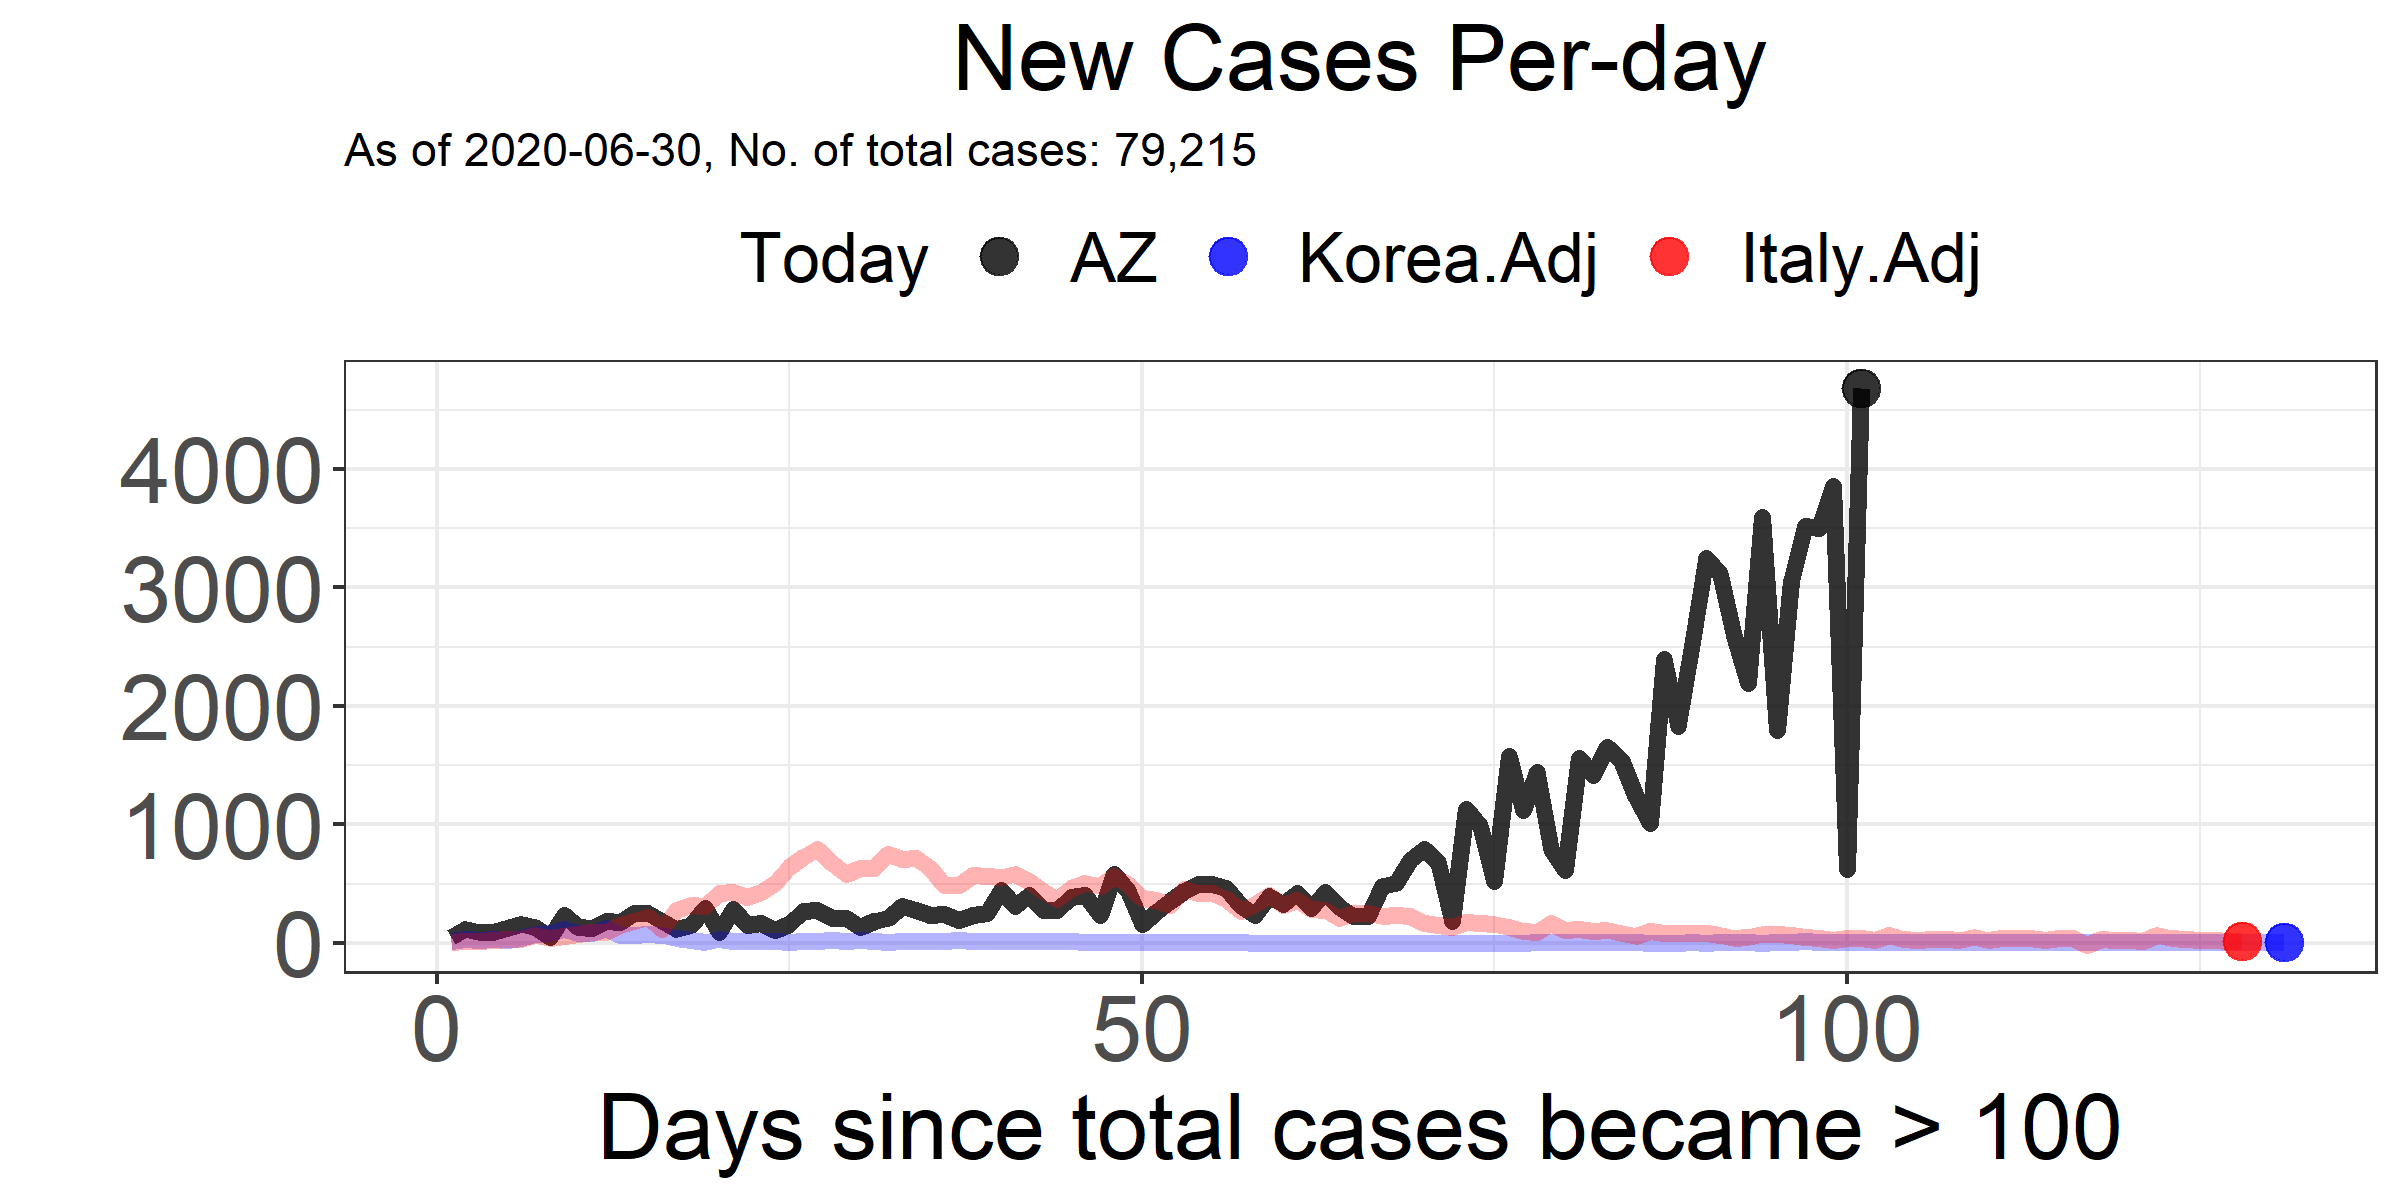 New Cases Per-day
As of 2020-06-30, No. of total cases: 79,215
Today AZ Korea.Adj Italy.Adj
4000
3000
2000
1000
0
0 50 100
Days since total cases became > 100